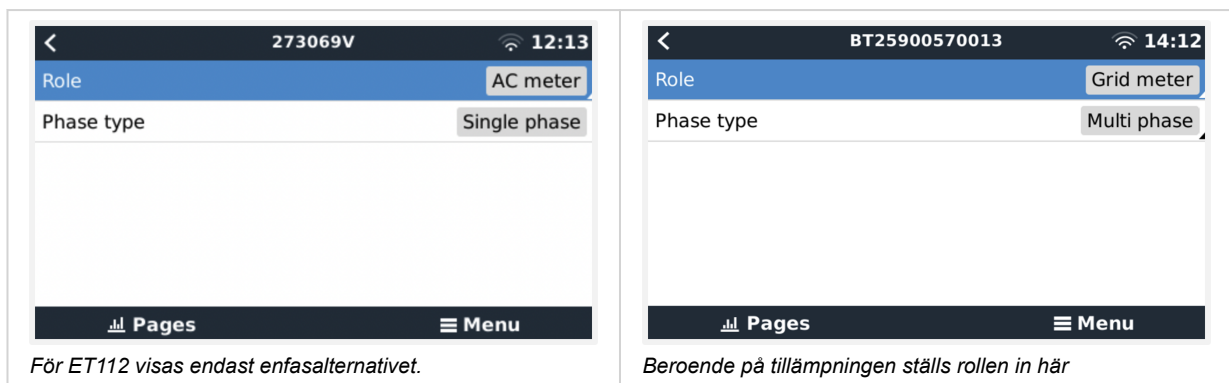 273069V 12:13
Role AC meter
Phase type Single phase
Pages Menu
För ET112 visas endast enfasalternativet.
BT25900570013 14:12
Role Grid meter
Phase type Multi phase
Pages Menu
Beroende på tillämpningen ställs rollen in här